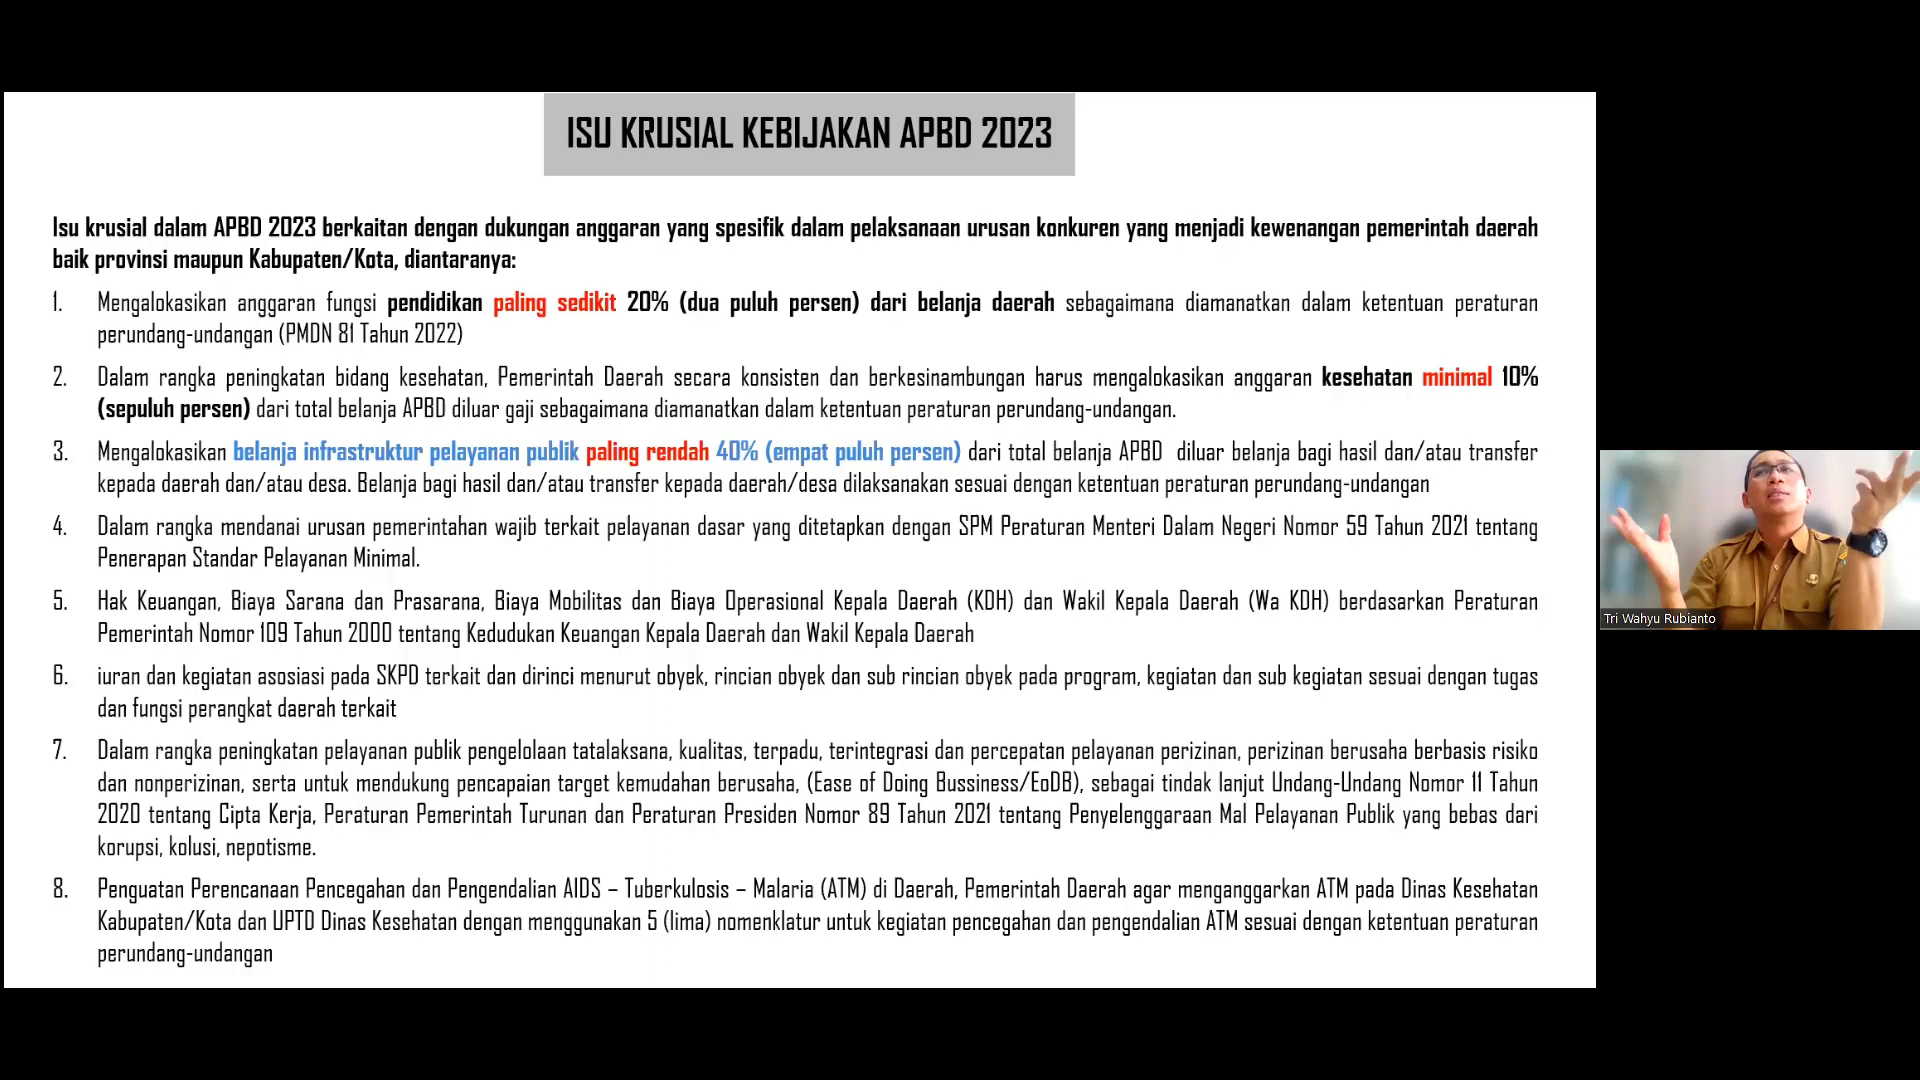 ISU KRUSIAL KEBIJAKAN APBD 2023
Isu krusial dalam APBD 2023 berkaitan dengan dukungan anggaran yang spesifik dalam pelaksanaan urusan konkuren yang menjadi kewenangan pemerintah daerah
baik provinsi maupun Kabupaten/Kota, diantaranya:
1. Mengalokasikan anggaran fungsi pendidikan paling sedikit 20% (dua puluh persen) dari belanja daerah sebagaimana diamanatkan dalam ketentuan peraturan
perundang-undangan (PMDN 81 Tahun 2022)
2. Dalam rangka peningkatan bidang kesehatan, Pemerintah Daerah secara konsisten dan berkesinambungan harus mengalokasikan anggaran kesehatan minimal 10%
(sepuluh persen) dari total belanja APBD diluar gaji sebagaimana diamanatkan dalam ketentuan peraturan perundang-undangan.
3. Mengalokasikan belanja infrastruktur pelayanan publik paling rendah 40% (empat puluh persen) dari total belanja APBD diluar belanja bagi hasil dan/atau transfer
kepada daerah dan/atau desa. Belanja bagi hasil dan/atau transfer kepada daerah/desa dilaksanakan sesuai dengan ketentuan peraturan perundang-undangan
4. Dalam rangka mendanai urusan pemerintahan wajib terkait pelayanan dasar yang ditetapkan dengan SPM Peraturan Menteri Dalam Negeri Nomor 59 Tahun 2021 tentang
Penerapan Standar Pelayanan Minimal.
5. Hak Keuangan, Biaya Sarana dan Prasarana, Biaya Mobilitas dan Biaya Operasional Kepala Daerah (KDH) dan Wakil Kepala Daerah (Wa KDH) berdasarkan Peraturan
Pemerintah Nomor 109 Tahun 2000 tentang Kedudukan Keuangan Kepala Daerah dan Wakil Kepala Daerah
6. iuran dan kegiatan asosiasi pada SKPD terkait dan dirinci menurut obyek, rincian obyek dan sub rincian obyek pada program, kegiatan dan sub kegiatan sesuai dengan tugas
dan fungsi perangkat daerah terkait
7. Dalam rangka peningkatan pelayanan publik pengelolaan tatalaksana, kualitas, terpadu, terintegrasi dan percepatan pelayanan perizinan, perizinan berusaha berbasis risiko
dan nonperizinan, serta untuk mendukung pencapaian target kemudahan berusaha, (Ease of Doing Bussiness/EoDB), sebagai tindak lanjut Undang-Undang Nomor 11 Tahun
2020 tentang Cipta Kerja, Peraturan Pemerintah Turunan dan Peraturan Presiden Nomor 89 Tahun 2021 tentang Penyelenggaraan Mal Pelayanan Publik yang bebas dari
korupsi, kolusi, nepotisme.
8. Penguatan Perencanaan Pencegahan dan Pengendalian AIDS – Tuberkulosis – Malaria (ATM) di Daerah, Pemerintah Daerah agar menganggarkan ATM pada Dinas Kesehatan
Kabupaten/Kota dan UPTD Dinas Kesehatan dengan menggunakan 5 (lima) nomenklatur untuk kegiatan pencegahan dan pengendalian ATM sesuai dengan ketentuan peraturan
perundang-undangan
Tri Wahyu Rubianto